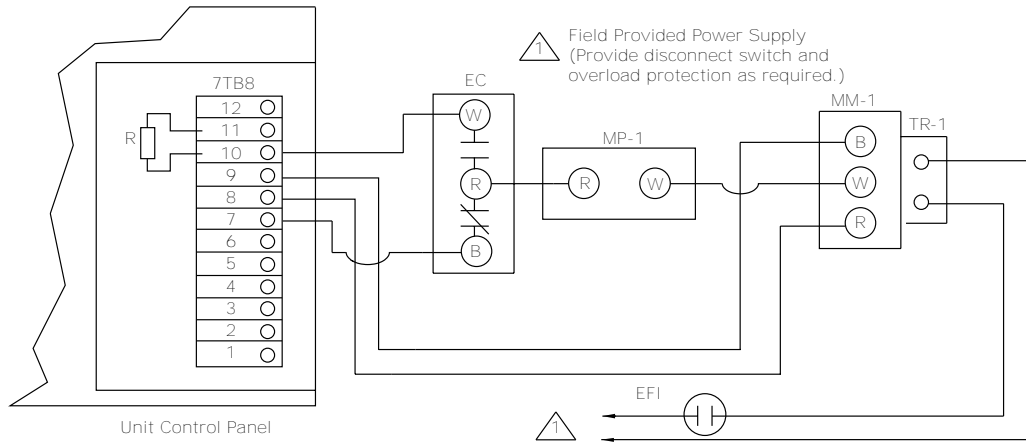 1 Field Provided Power Supply
(Provide disconnect switch and
overload protection as required.)
7TB8
EC
12
11
10
9
8
7
6
5
4
3
2
1
R
W
R
B
MP-1
R W
MM-1
B
W
R
TR-1
EFI
Unit Control Panel
1